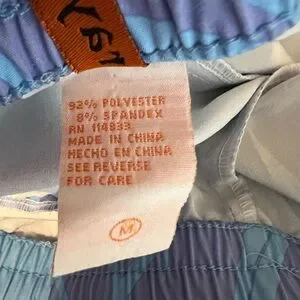 92% POLYESTER
8% SPANDEX
RN 114833
MADE IN CHINA
HECHO EN CHINA
SEE REVERSE
FOR CARE
M